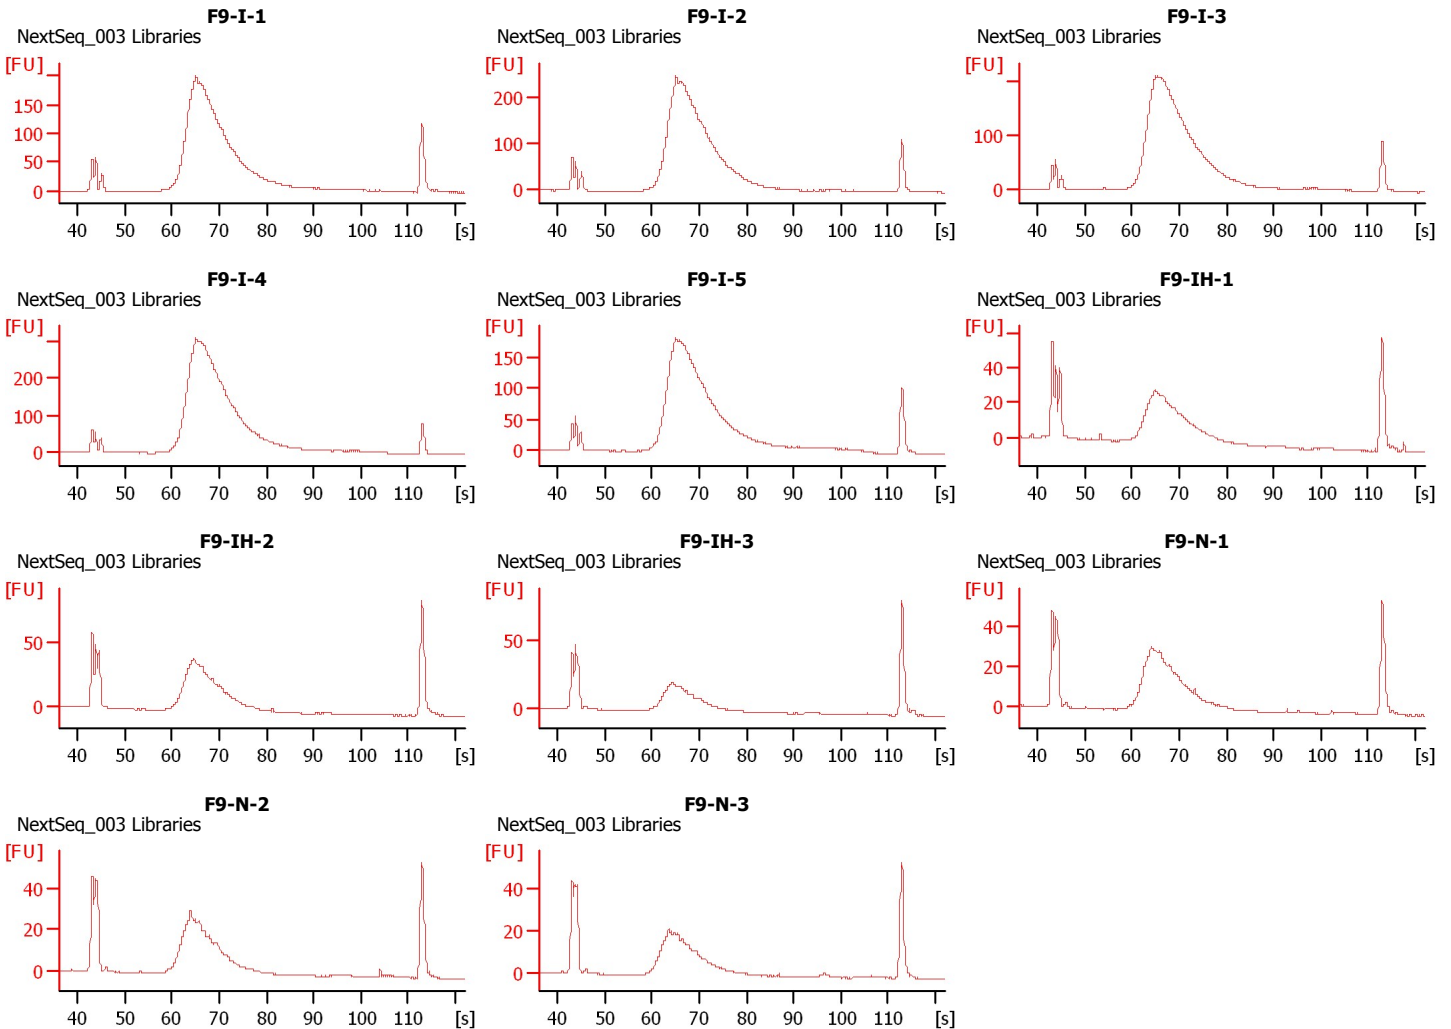 F9-I-1
NextSeq_003 Libraries
[FU]
150
100
50
0
40 50 60 70 80 90 100 110 [s]
F9-I-2
NextSeq_003 Libraries
[FU]
200
100
0
40 50 60 70 80 90 100 110 [s]
F9-I-3
NextSeq_003 Libraries
[FU]
100
0
40 50 60 70 80 90 100 110 [s]
F9-I-4
NextSeq_003 Libraries
[FU]
200
100
0
40 50 60 70 80 90 100 110 [s]
F9-I-5
NextSeq_003 Libraries
[FU]
150
100
50
0
40 50 60 70 80 90 100 110 [s]
F9-IH-1
NextSeq_003 Libraries
[FU]
40
20
0
40 50 60 70 80 90 100 110 [s]
F9-IH-2
NextSeq_003 Libraries
[FU]
50
0
40 50 60 70 80 90 100 110 [s]
F9-IH-3
NextSeq_003 Libraries
[FU]
50
0
40 50 60 70 80 90 100 110 [s]
F9-N-1
NextSeq_003 Libraries
[FU]
40
20
0
40 50 60 70 80 90 100 110 [s]
F9-N-2
NextSeq_003 Libraries
[FU]
40
20
0
40 50 60 70 80 90 100 110 [s]
F9-N-3
NextSeq_003 Libraries
[FU]
40
20
0
40 50 60 70 80 90 100 110 [s]